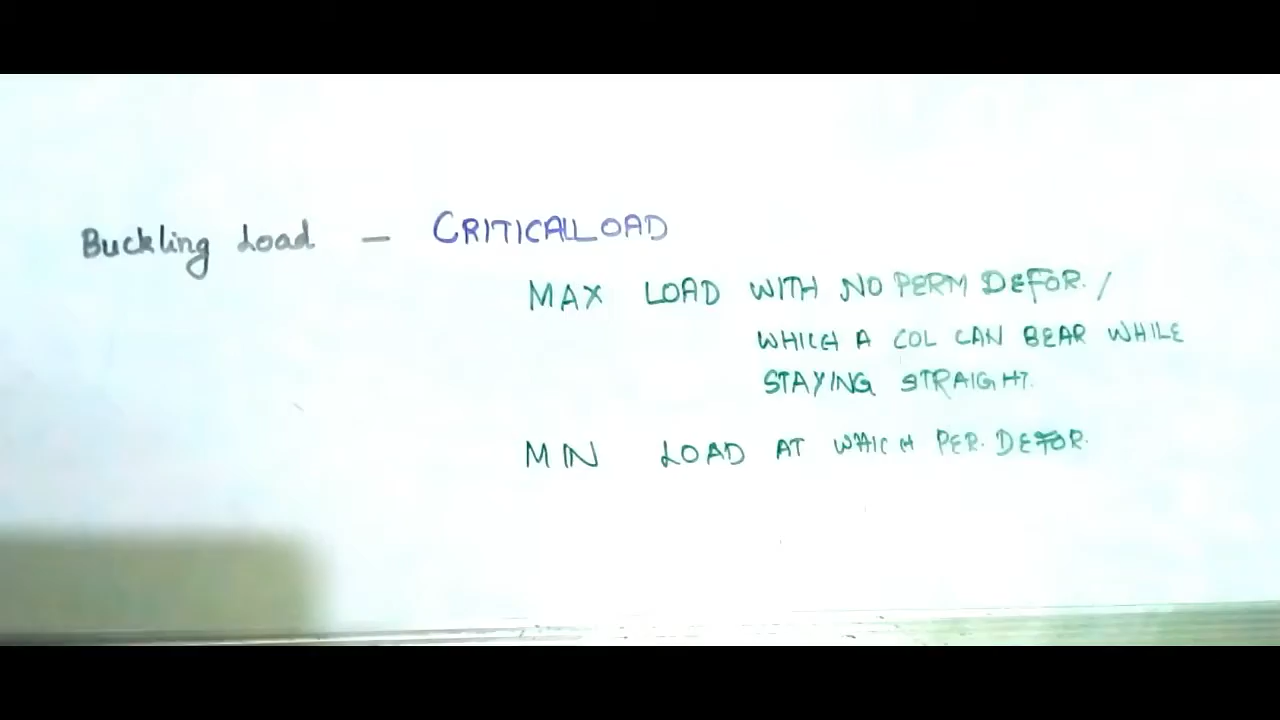 Buckling Load - CRITICALLOAD
MAX LOAD WITH NO PERM DEFOR. /
WHICH A COL CAN BEAR WHILE
STAYING STRAIGHT.
MIN LOAD AT WHICH PER. DEFOR.